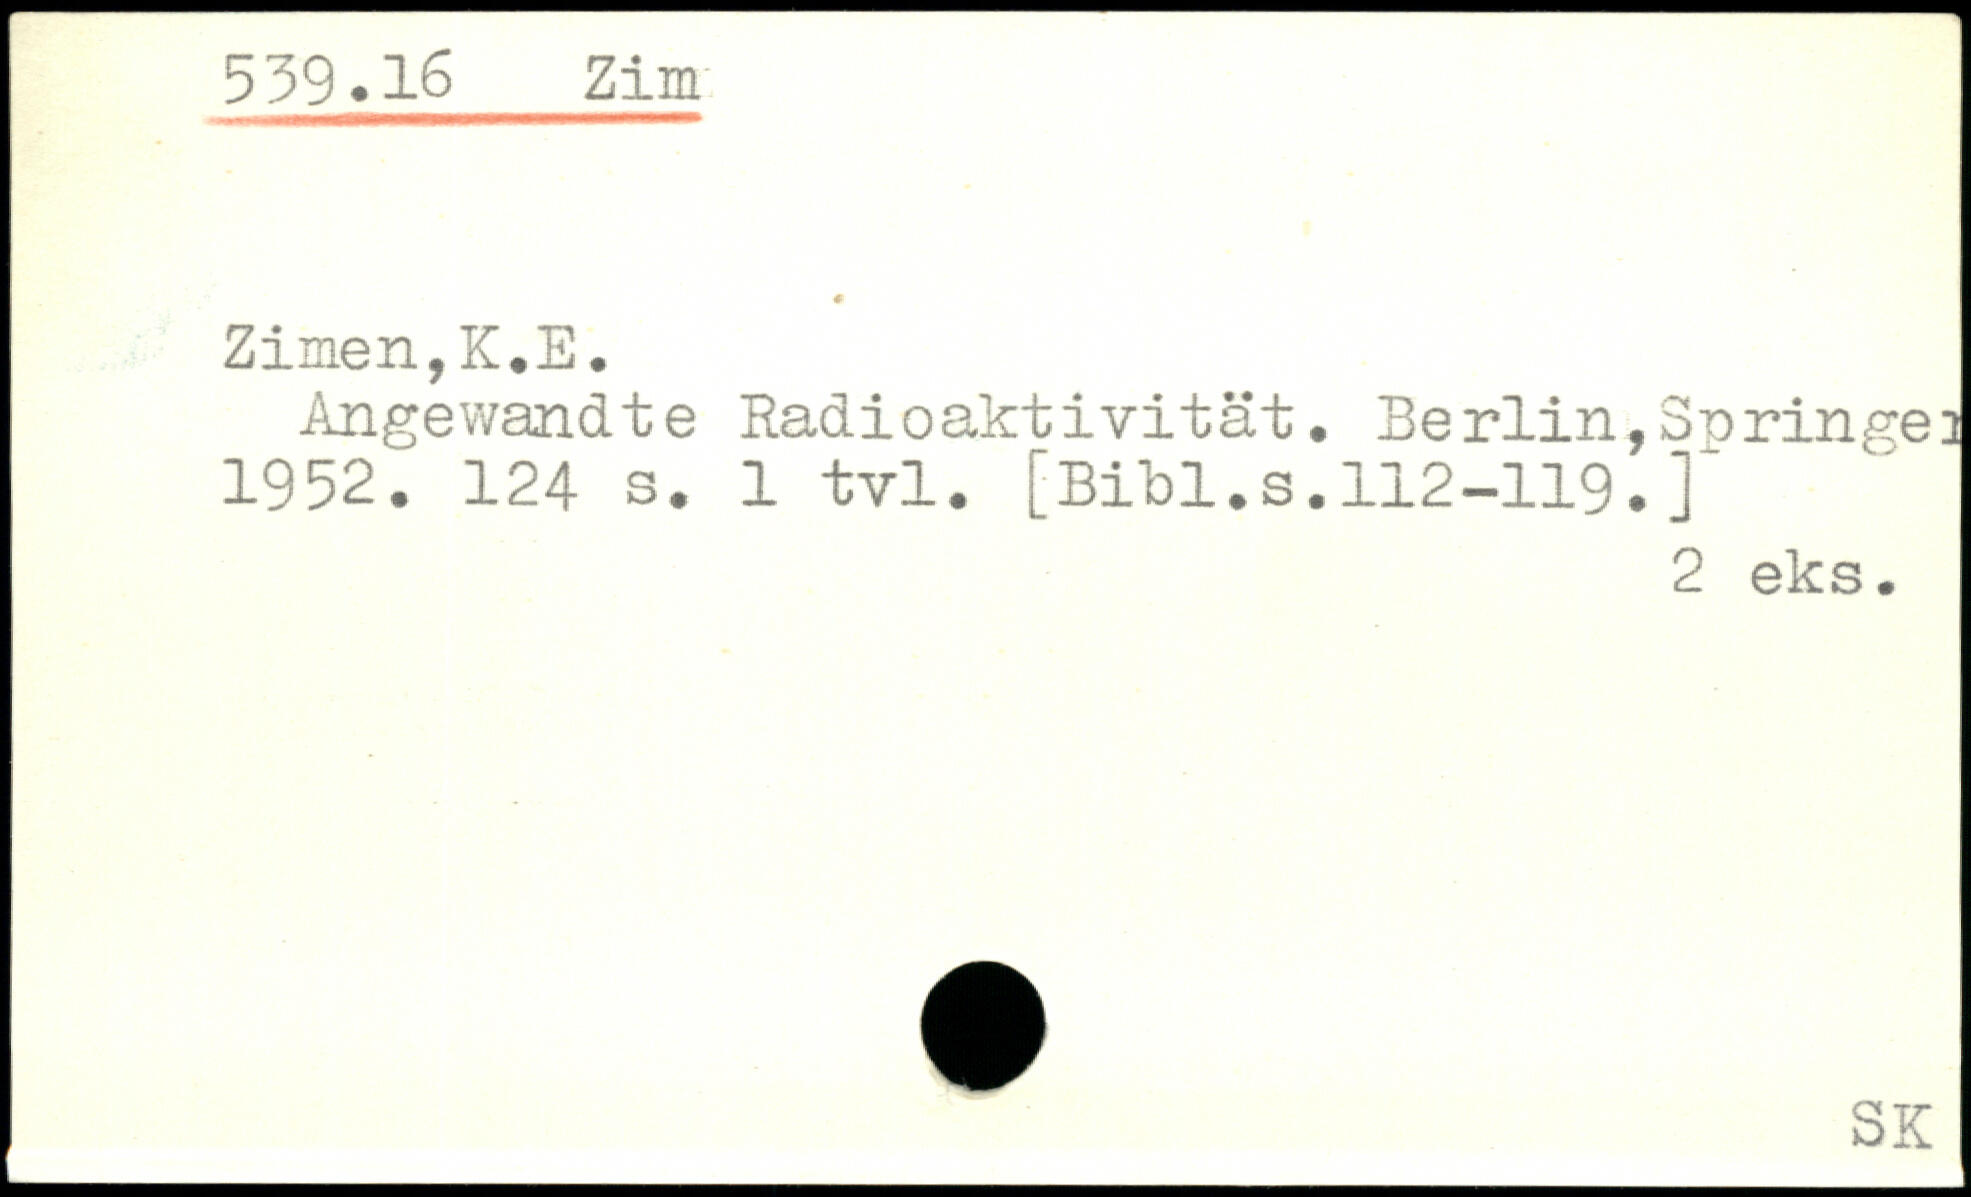 539.16 Zim
Zimen,K.E.
Angewandte Radioaktivität. Berlin,Springer
1952. 124 s. 1 tvl. [Bibl.s.112-119.]
2 eks.
SK